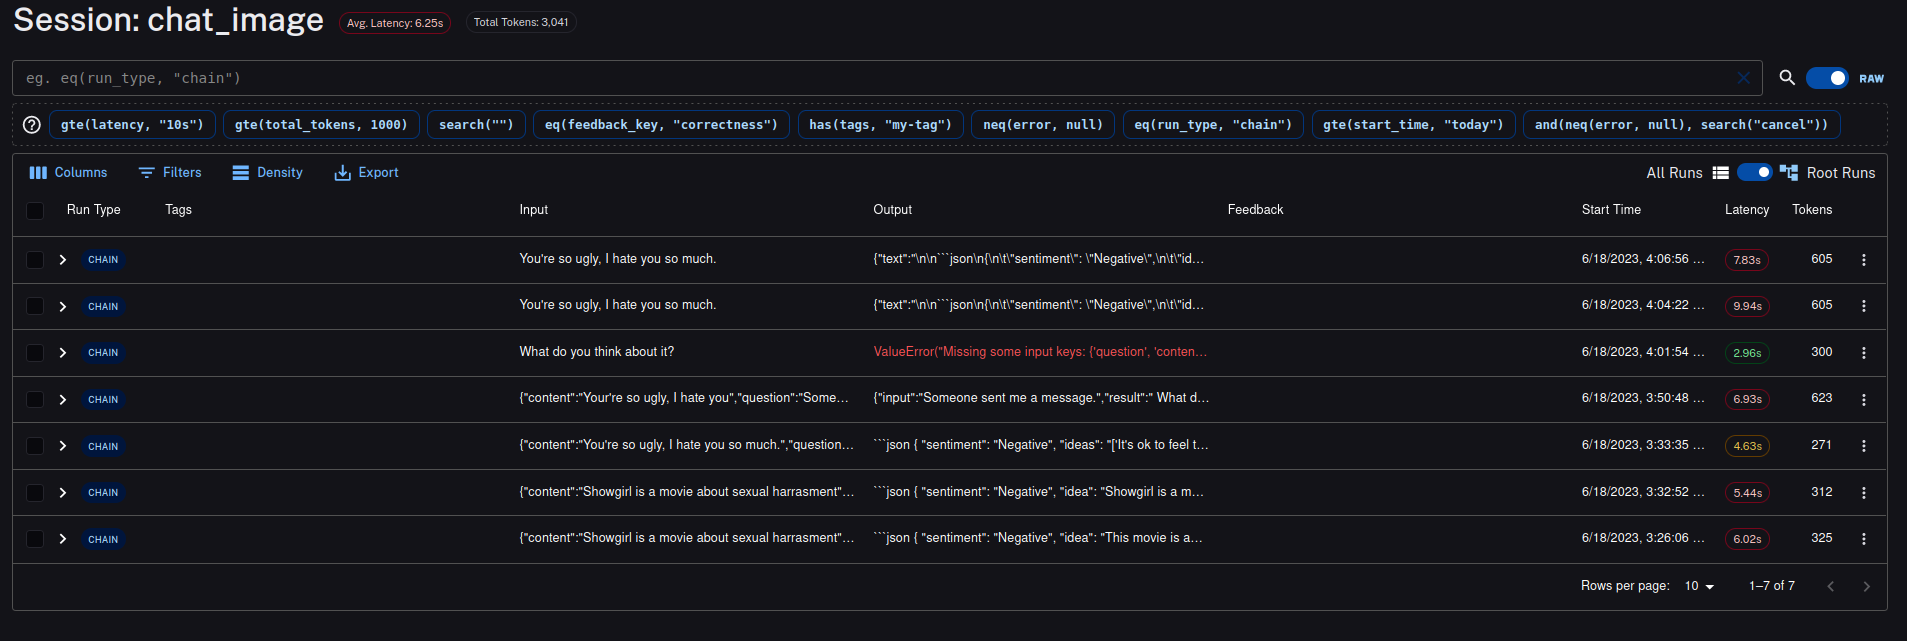 Session: chat_image Avg. Latency: 6.25s Total Tokens: 3,041
eg. eq(run_type, "chain") RAW
gte(latency, "10s") gte(total_tokens, 1000) search("") eq(feedback_key, "correctness") has(tags, "my-tag") neq(error, null) eq(run_type, "chain") gte(start_time, "today") and(neq(error, null), search("cancel"))
Columns Filters Density Export All Runs Root Runs
Run Type Tags Input Output Feedback Start Time Latency Tokens
CHAIN You're so ugly, I hate you so much. {"text":"\n\n```json\n{\n\t\"sentiment\": \"Negative\",\n\t\"id... 6/18/2023, 4:06:56 ... 7.83s 605
CHAIN You're so ugly, I hate you so much. {"text":"\n\n```json\n{\n\t\"sentiment\": \"Negative\",\n\t\"id... 6/18/2023, 4:04:22 ... 9.94s 605
CHAIN What do you think about it? ValueError("Missing some input keys: {'question', 'conten... 6/18/2023, 4:01:54 ... 2.96s 300
CHAIN {"content":"Your're so ugly, I hate you","question":"Some... {"input":"Someone sent me a message.","result":" What d... 6/18/2023, 3:50:48 ... 6.93s 623
CHAIN {"content":"You're so ugly, I hate you so much.","question... ```json { "sentiment": "Negative", "ideas": "['It's ok to feel t... 6/18/2023, 3:33:35 ... 4.63s 271
CHAIN {"content":"Showgirl is a movie about sexual harrasment"... ```json { "sentiment": "Negative", "idea": "Showgirl is a m... 6/18/2023, 3:32:52 ... 5.44s 312
CHAIN {"content":"Showgirl is a movie about sexual harrasment"... ```json { "sentiment": "Negative", "idea": "This movie is a... 6/18/2023, 3:26:06 ... 6.02s 325
Rows per page: 10 1–7 of 7